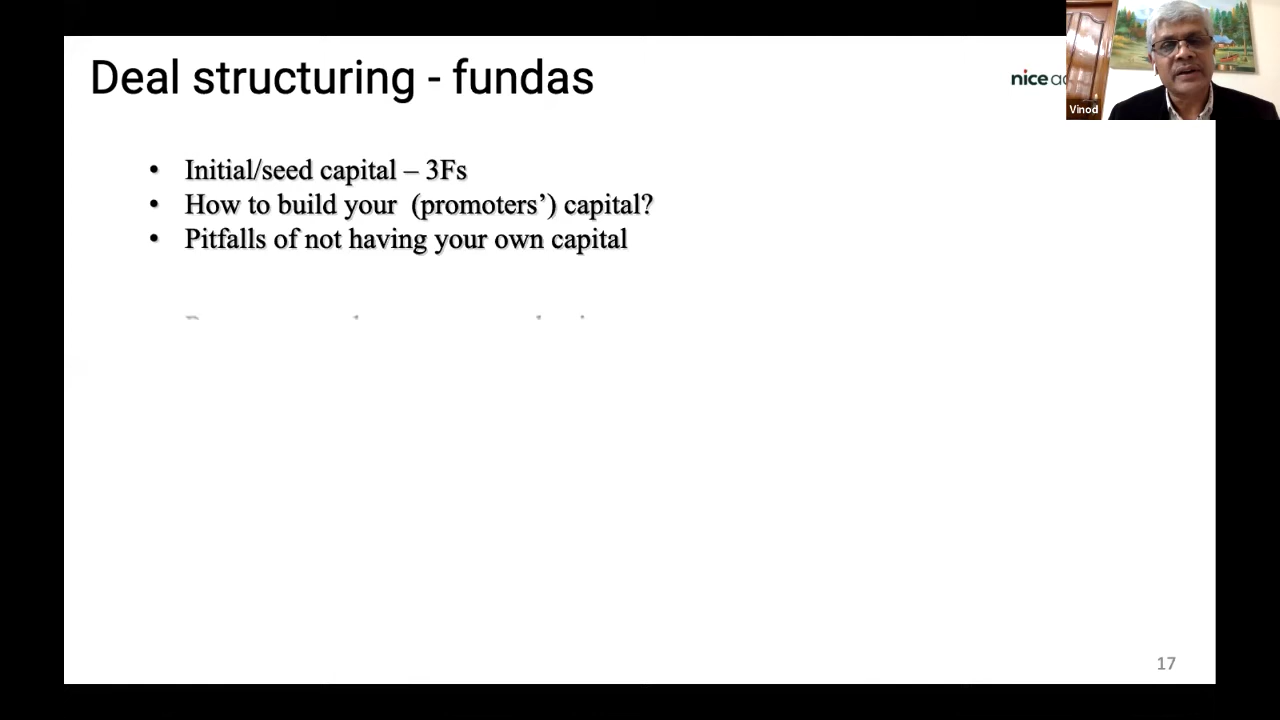 Deal structuring - fundas
nice
Vinod
• Initial/seed capital – 3Fs
• How to build your  (promoters’) capital?
• Pitfalls of not having your own capital
17